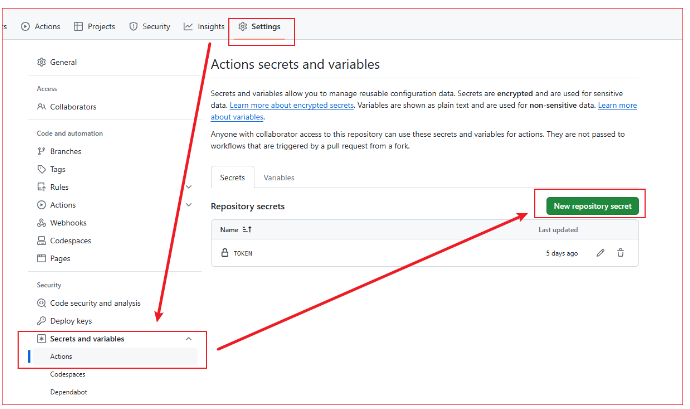 Actions Projects Security Insights Settings
General
Access
Collaborators
Code and automation
Branches
Tags
Rules
Actions
Webhooks
Codespaces
Pages
Security
Code security and analysis
Deploy keys
Secrets and variables
Actions
Codespaces
Dependabot
Actions secrets and variables
Secrets and variables allow you to manage reusable configuration data. Secrets are encrypted and are used for sensitive
data. Learn more about encrypted secrets. Variables are shown as plain text and are used for non-sensitive data. Learn more
about variables.
Anyone with collaborator access to this repository can use these secrets and variables for actions. They are not passed to
workflows that are triggered by a pull request from a fork.
Secrets Variables
Repository secrets New repository secret
Name Last updated
TOKEN 5 days ago